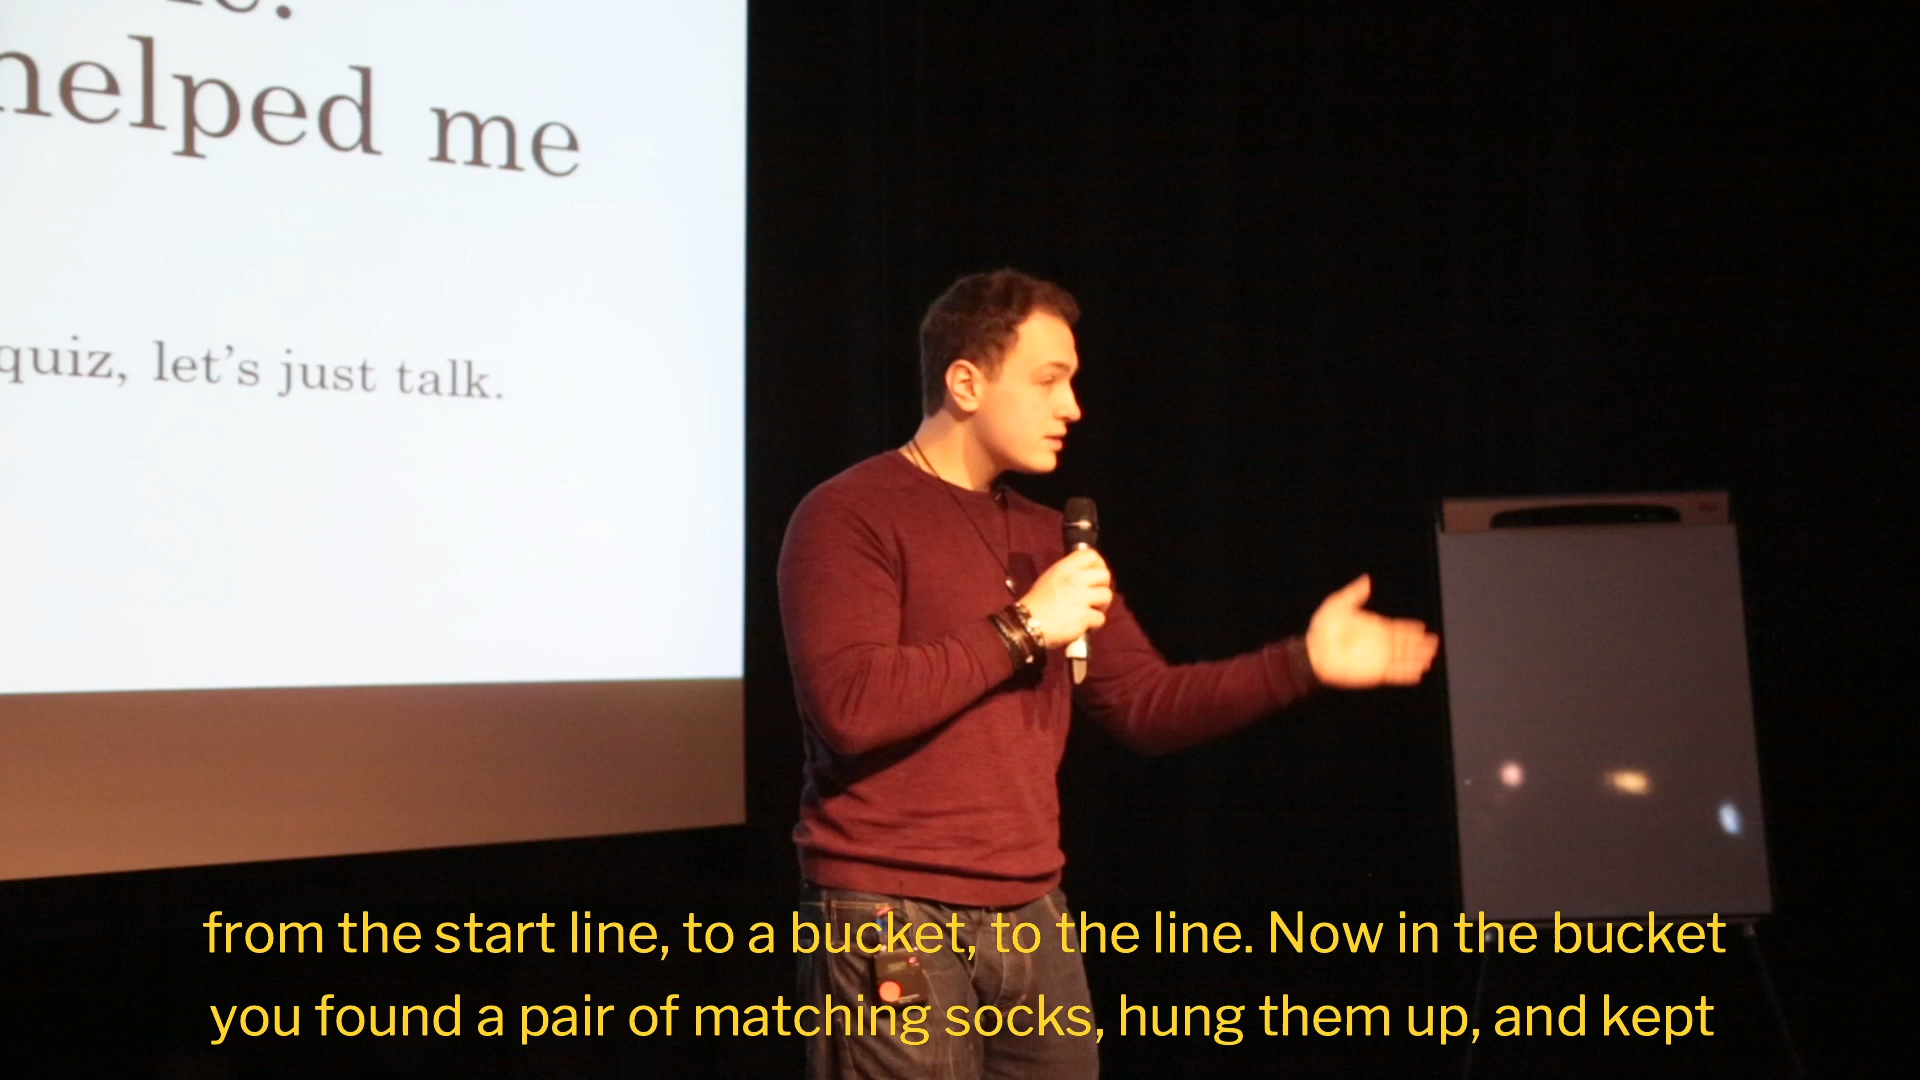 helped me
quiz, let's just talk.
from the start line, to a bucket, to the line. Now in the bucket
you found a pair of matching socks, hung them up, and kept